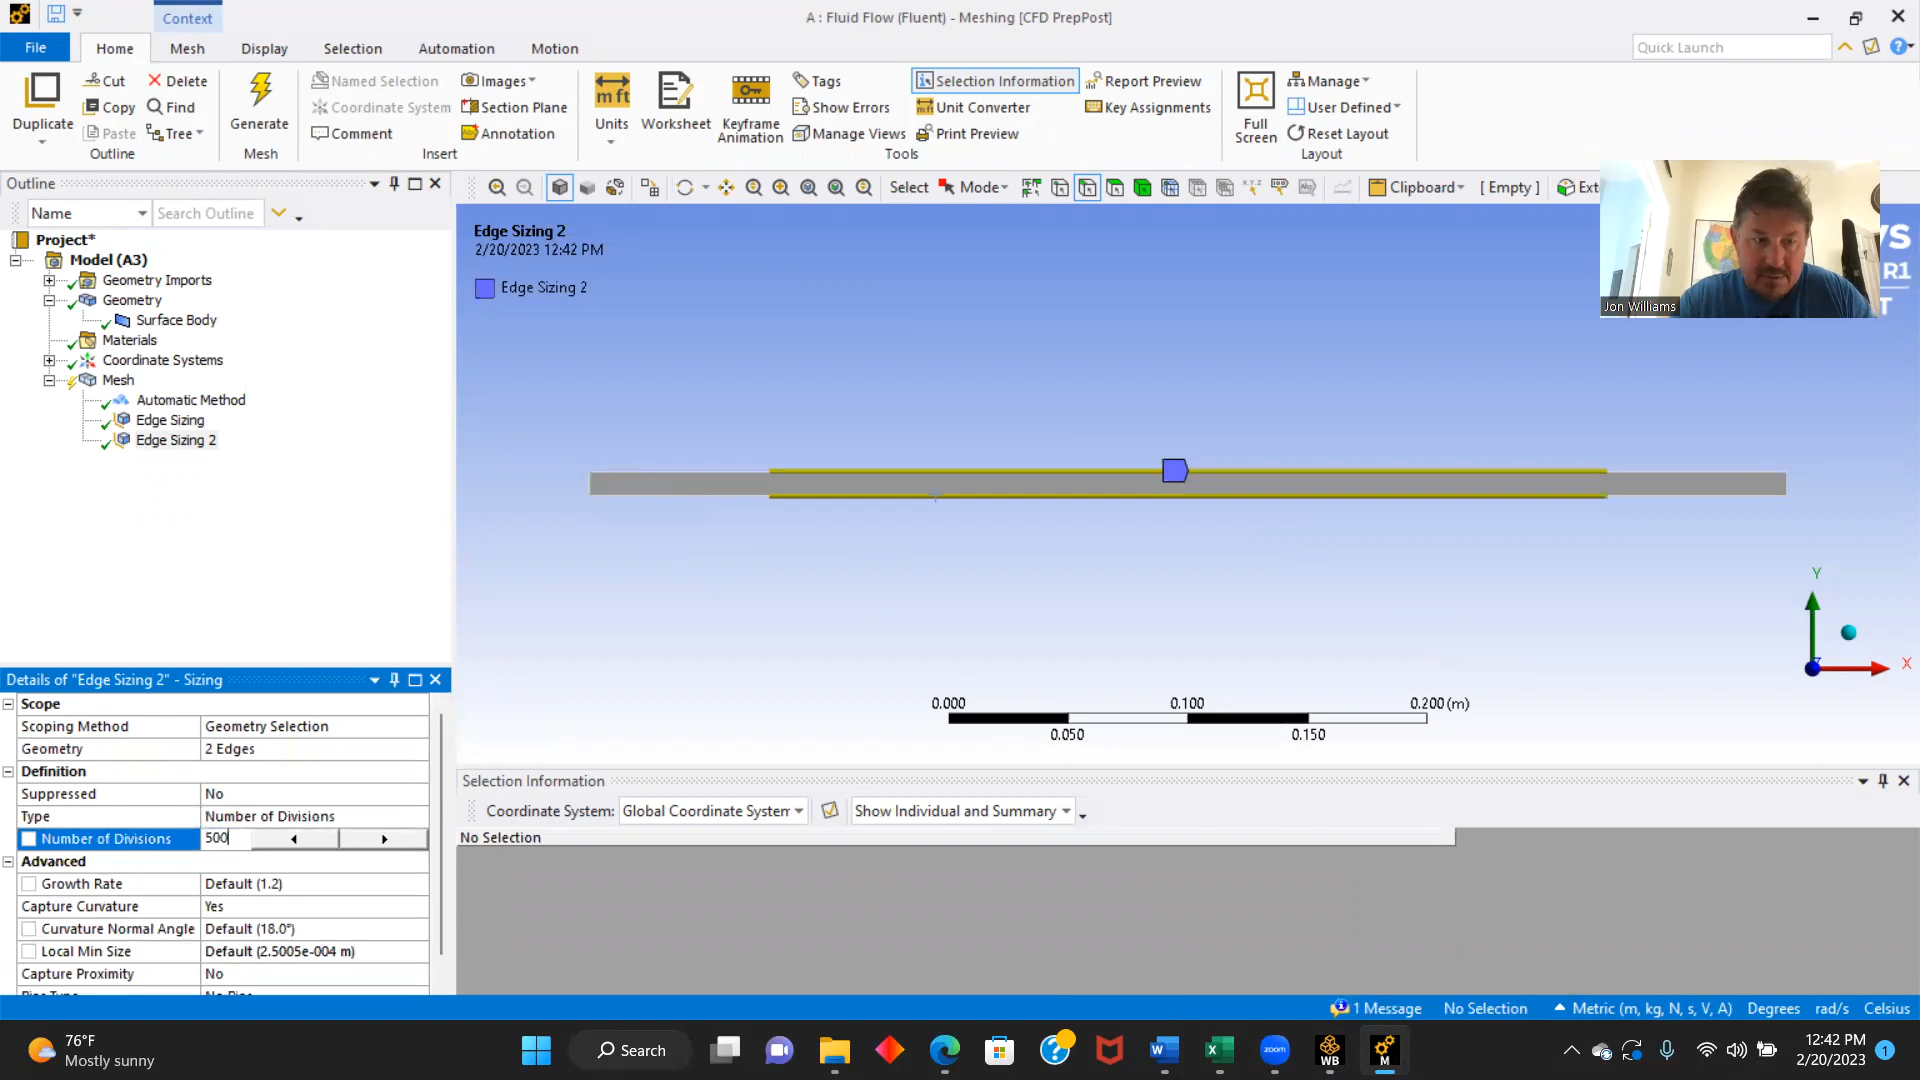 Context
A : Fluid Flow (Fluent) - Meshing [CFD PrepPost]
File Home Mesh Display Selection Automation Motion
Quick Launch
Duplicate
Cut
Copy
Paste
Delete
Find
Tree
Outline
Generate
Mesh
Named Selection
Coordinate System
Comment
Images
Section Plane
Annotation
Insert
Units
Worksheet
Keyframe
Animation
Tags
Show Errors
Manage Views
Selection Information
Unit Converter
Print Preview
Report Preview
Key Assignments
Tools
Full
Screen
Manage
User Defined
Reset Layout
Layout
Outline
Name
Search Outline
Project*
Model (A3)
Geometry Imports
Geometry
Surface Body
Materials
Coordinate Systems
Mesh
Automatic Method
Edge Sizing
Edge Sizing 2
Select Mode Clipboard [ Empty ]
Edge Sizing 2
2/20/2023 12:42 PM
Edge Sizing 2
Jon Williams
R1
Y
X
0.000 0.100 0.200 (m)
0.050 0.150
Details of "Edge Sizing 2" - Sizing
Scope
Scoping Method Geometry Selection
Geometry 2 Edges
Definition
Suppressed No
Type Number of Divisions
Number of Divisions 500
Advanced
Growth Rate Default (1.2)
Capture Curvature Yes
Curvature Normal Angle Default (18.0°)
Local Min Size Default (2.5005e-004 m)
Capture Proximity No
Selection Information
Coordinate System: Global Coordinate System Show Individual and Summary
No Selection
1 Message No Selection Metric (m, kg, N, s, V, A) Degrees rad/s Celsius
76°F
Mostly sunny
Search
zoom
WB
M
12:42 PM
2/20/2023
1